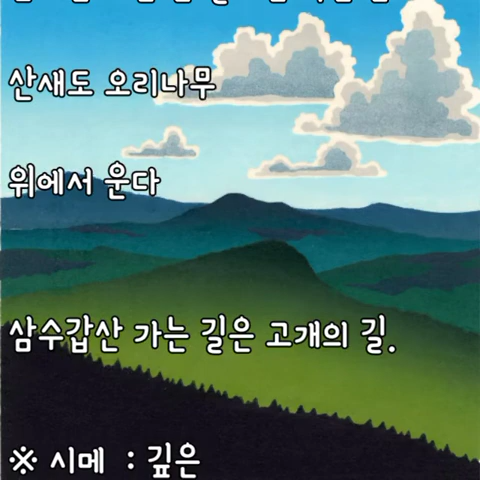 산새도 오리나무
위에서 운다
삼수갑산 가는 길은 고개의 길.
※ 시메 : 깊은